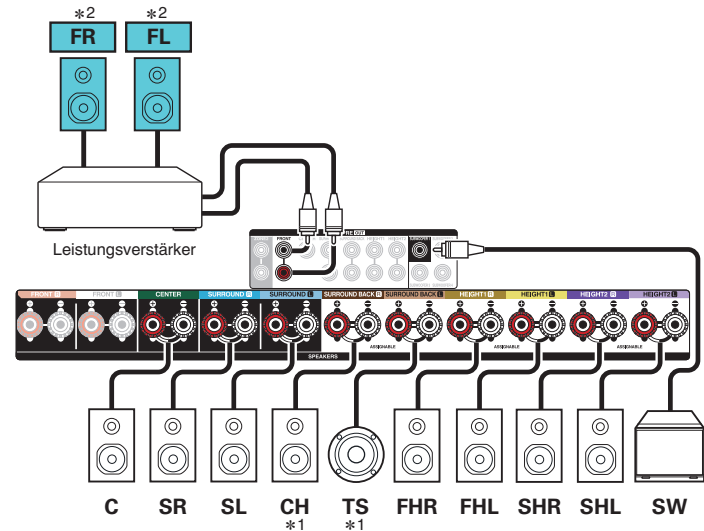 *2 *2
FR FL
Leistungsverstärker
PRE OUT
FRONT
FRONT R FRONT L CENTER SURROUND R SURROUND L SURROUND BACK R SURROUND BACK L HEIGHT1 R HEIGHT1 L HEIGHT2 R HEIGHT2 L
ASSIGNABLE ASSIGNABLE ASSIGNABLE
SPEAKERS
C SR SL CH TS FHR FHL SHR SHL SW
*1 *1